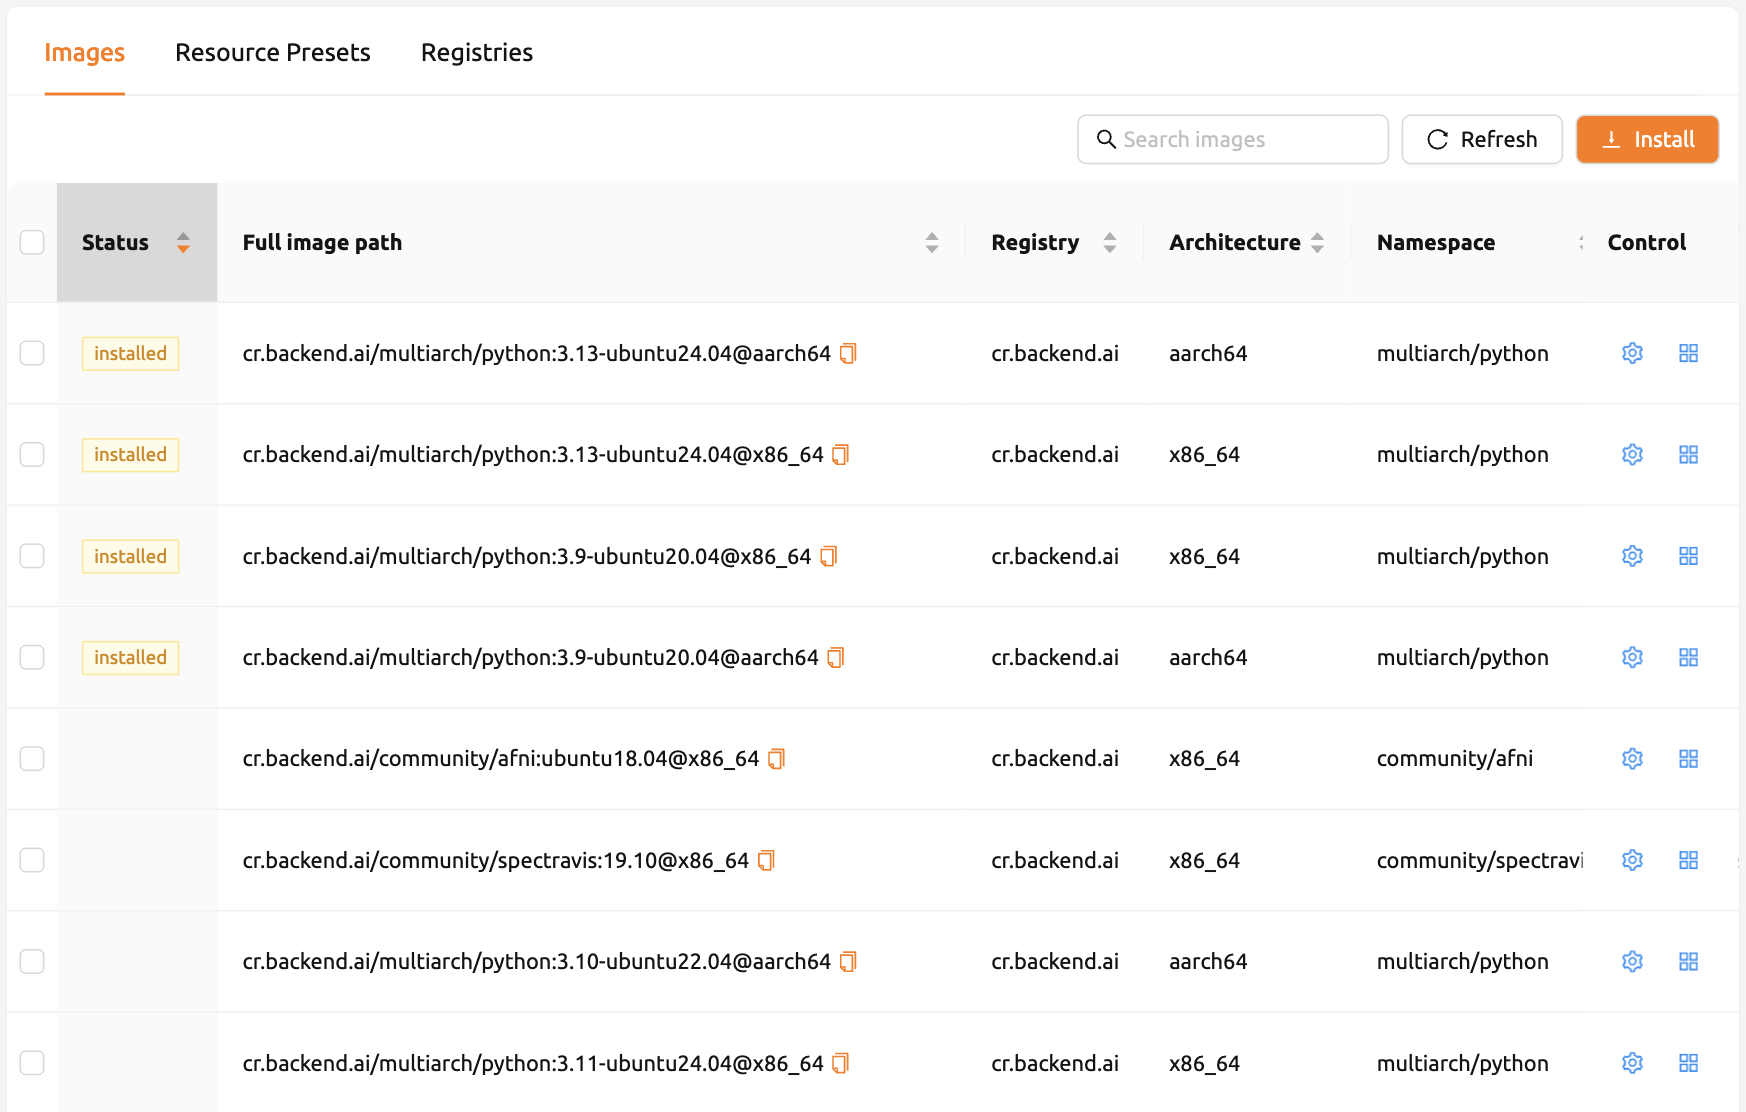 Images Resource Presets Registries
Search images Refresh Install
Status Full image path Registry Architecture Namespace Control
installed cr.backend.ai/multiarch/python:3.13-ubuntu24.04@aarch64 cr.backend.ai aarch64 multiarch/python
installed cr.backend.ai/multiarch/python:3.13-ubuntu24.04@x86_64 cr.backend.ai x86_64 multiarch/python
installed cr.backend.ai/multiarch/python:3.9-ubuntu20.04@x86_64 cr.backend.ai x86_64 multiarch/python
installed cr.backend.ai/multiarch/python:3.9-ubuntu20.04@aarch64 cr.backend.ai aarch64 multiarch/python
cr.backend.ai/community/afni:ubuntu18.04@x86_64 cr.backend.ai x86_64 community/afni
cr.backend.ai/community/spectravis:19.10@x86_64 cr.backend.ai x86_64 community/spectravi
cr.backend.ai/multiarch/python:3.10-ubuntu22.04@aarch64 cr.backend.ai aarch64 multiarch/python
cr.backend.ai/multiarch/python:3.11-ubuntu24.04@x86_64 cr.backend.ai x86_64 multiarch/python